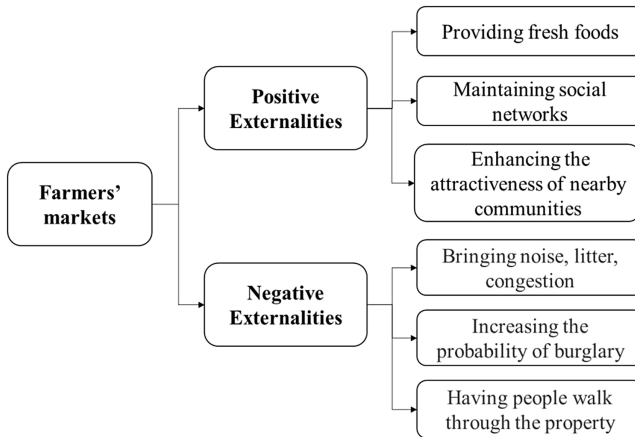 Farmers'
markets
Positive
Externalities
Providing fresh foods
Maintaining social
networks
Enhancing the
attractiveness of nearby
communities
Negative
Externalities
Bringing noise, litter,
congestion
Increasing the
probability of burglary
Having people walk
through the property